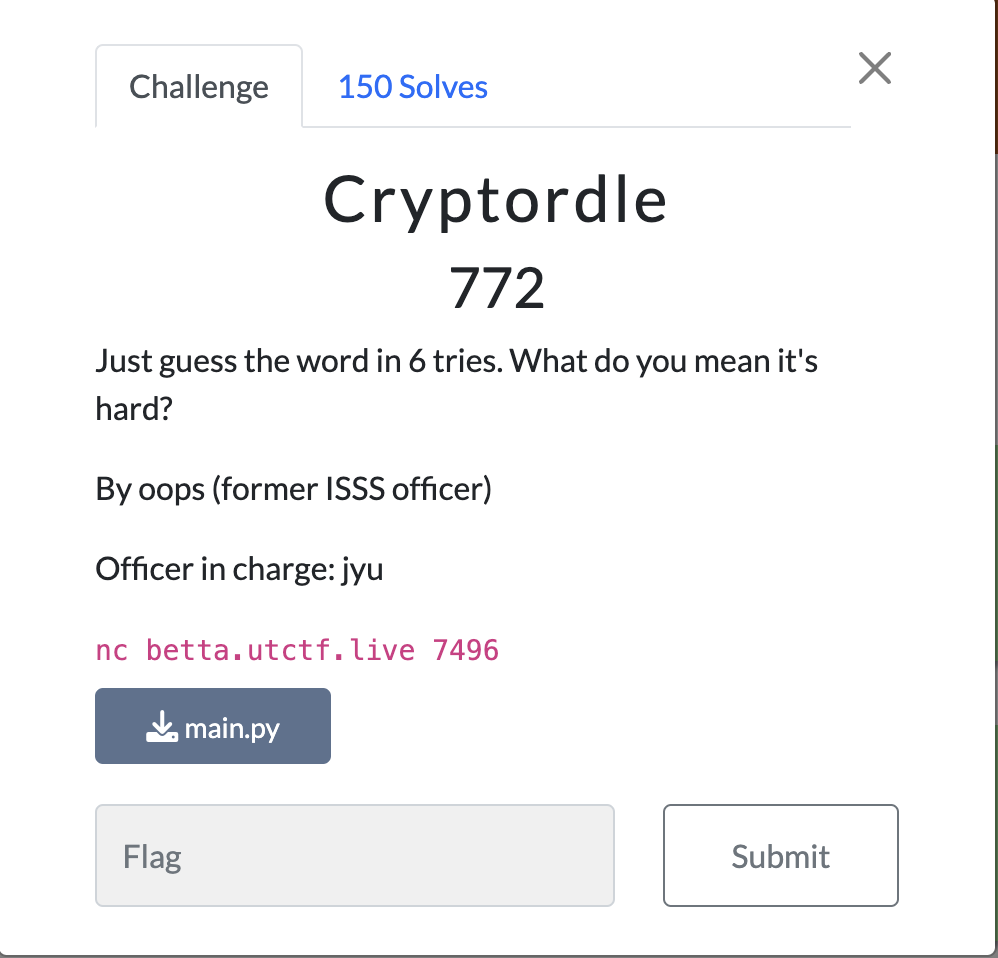 Challenge
150 Solves
Cryptordle
772
Just guess the word in 6 tries. What do you mean it's
hard?
By oops (former ISSS officer)
Officer in charge: jyu
nc betta.utctf.live 7496
main.py
Flag
Submit